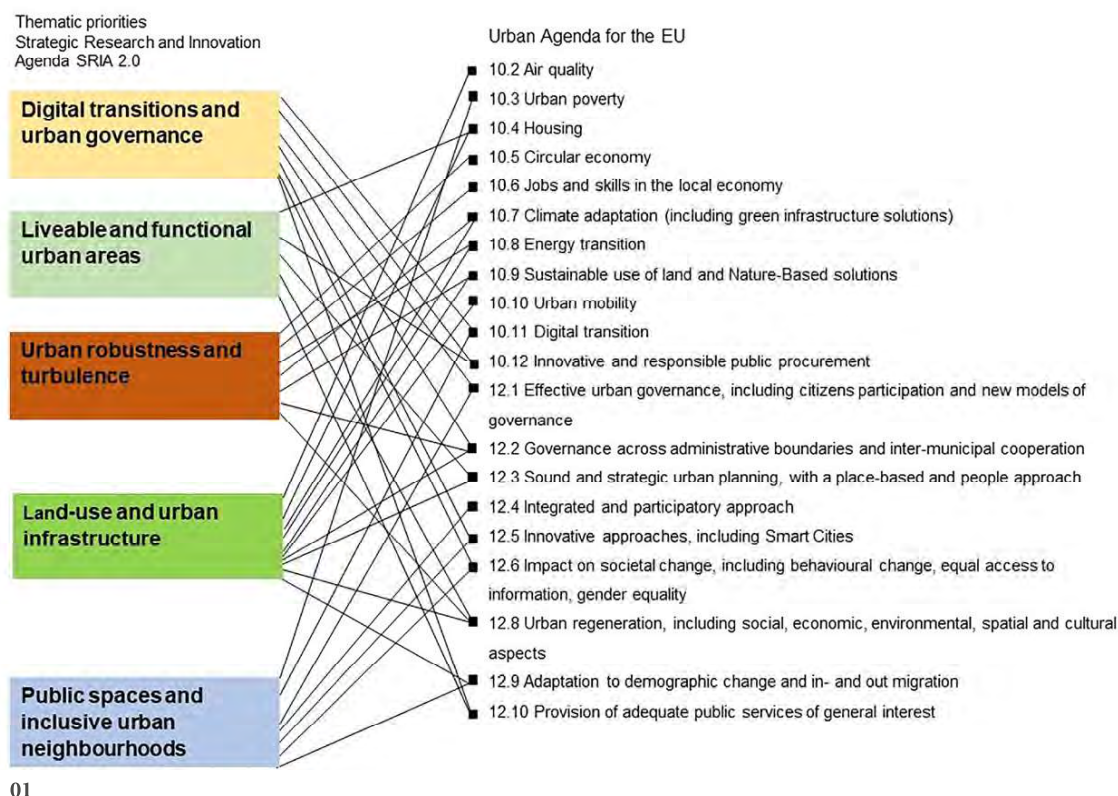 Thematic priorities
Strategic Research and Innovation
Agenda SRIA 2.0
Digital transitions and
urban governance
Liveable and functional
urban areas
Urban robustness and
turbulence
Land-use and urban
infrastructure
Public spaces and
inclusive urban
neighbourhoods
Urban Agenda for the EU
10.2 Air quality
10.3 Urban poverty
10.4 Housing
10.5 Circular economy
10.6 Jobs and skills in the local economy
10.7 Climate adaptation (including green infrastructure solutions)
10.8 Energy transition
10.9 Sustainable use of land and Nature-Based solutions
10.10 Urban mobility
10.11 Digital transition
10.12 Innovative and responsible public procurement
12.1 Effective urban governance, including citizens participation and new models of
governance
12.2 Governance across administrative boundaries and inter-municipal cooperation
12.3 Sound and strategic urban planning, with a place-based and people approach
12.4 Integrated and participatory approach
12.5 Innovative approaches, including Smart Cities
12.6 Impact on societal change, including behavioural change, equal access to
information, gender equality
12.8 Urban regeneration, including social, economic, environmental, spatial and cultural
aspects
12.9 Adaptation to demographic change and in- and out migration
12.10 Provision of adequate public services of general interest
01